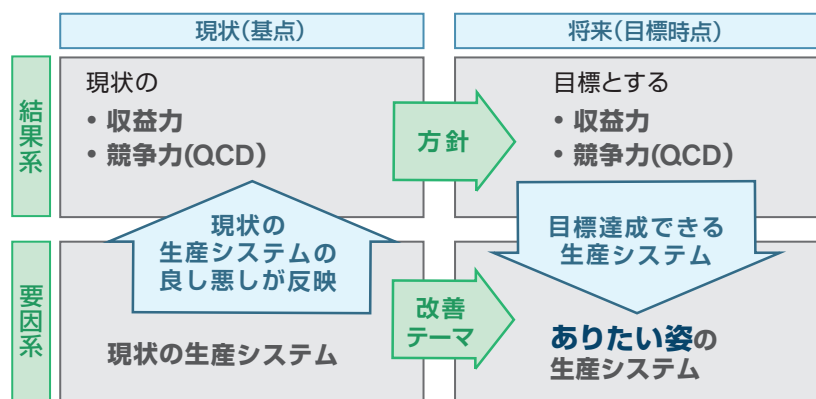 現状（基点）
将来（目標時点）
結果系
現状の
・収益力
・競争力(QCD）
方針
目標とする
・収益力
・競争力(QCD）
現状の
生産システムの
良し悪しが反映
目標達成できる
生産システム
要因系
現状の生産システム
改善
テーマ
ありたい姿の
生産システム